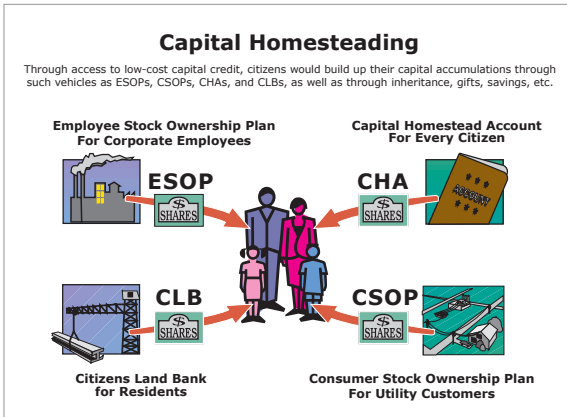 Capital Homesteading
Through access to low-cost capital credit, citizens would build up their capital accumulations through
such vehicles as ESOPs, CSOPs, CHAs, and CLBs, as well as through inheritance, gifts, savings, etc.
Employee Stock Ownership Plan
For Corporate Employees
Capital Homestead Account
For Every Citizen
ESOP
$
SHARES
CHA
$
SHARES
ACCOUNT
CLB
$
SHARES
CSOP
$
SHARES
Citizens Land Bank
for Residents
Consumer Stock Ownership Plan
For Utility Customers